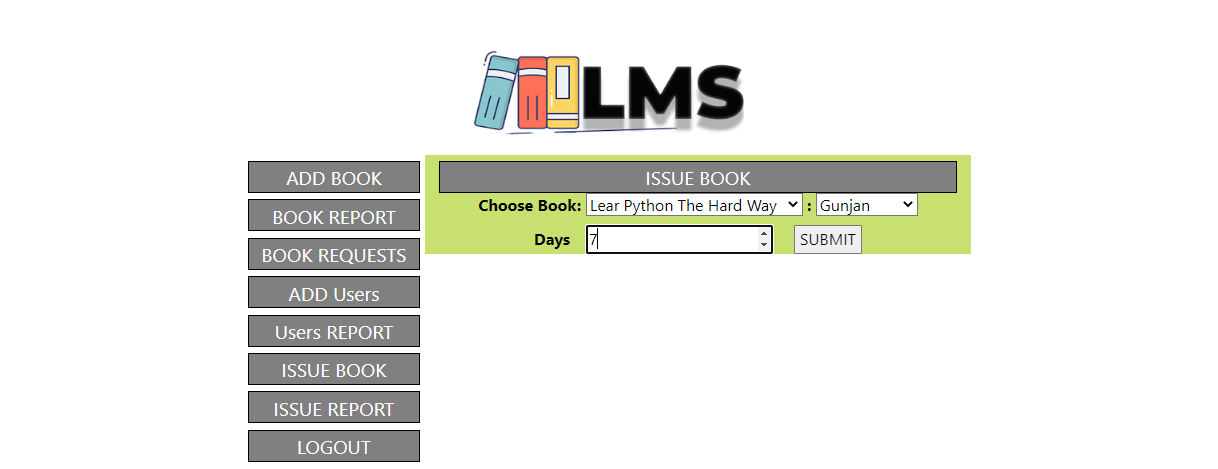 LMS
ADD BOOK
BOOK REPORT
BOOK REQUESTS
ADD Users
Users REPORT
ISSUE BOOK
ISSUE REPORT
LOGOUT
ISSUE BOOK
Choose Book: Lear Python The Hard Way : Gunjan
Days 7 SUBMIT